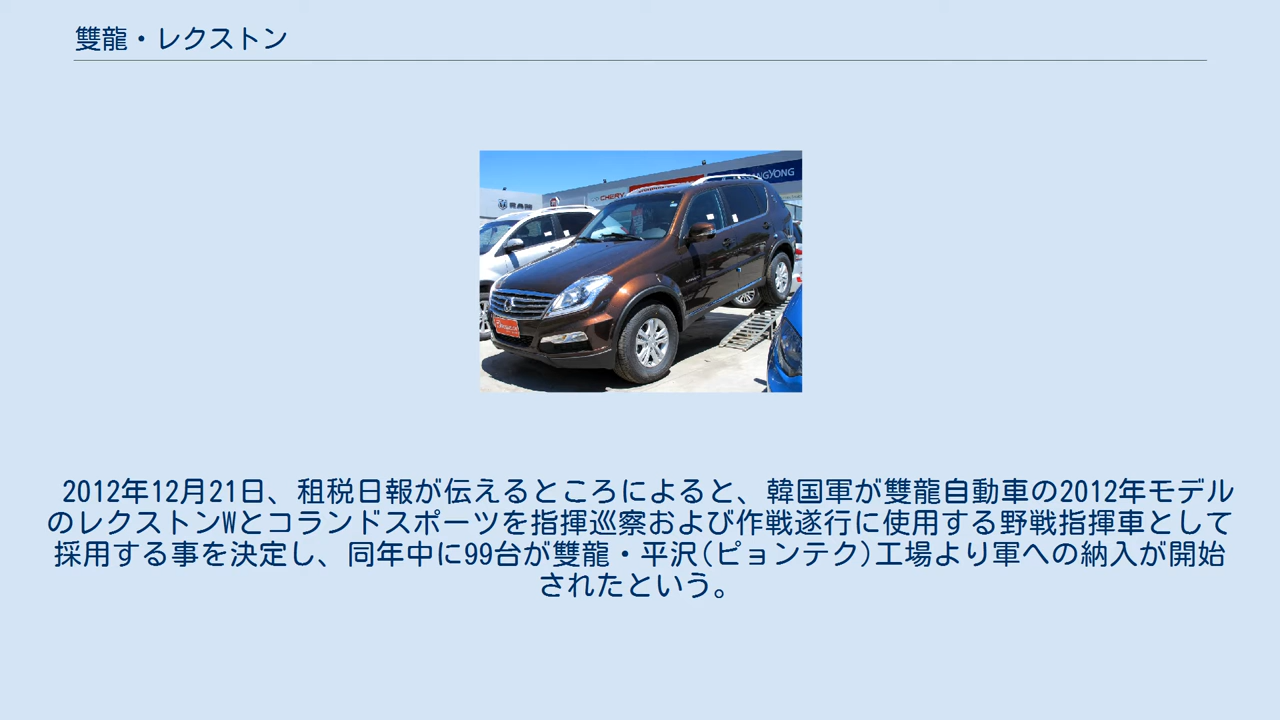 雙龍・レクストン
RAM
CHERY
ANGYONG
2012年12月21日、租税日報が伝えるところによると、韓国軍が雙龍自動車の2012年モデル
のレクストンWとコランドスポーツを指揮巡察および作戦遂行に使用する野戦指揮車として
採用する事を決定し、同年中に99台が雙龍・平沢(ピョンテク)工場より軍への納入が開始
されたという。